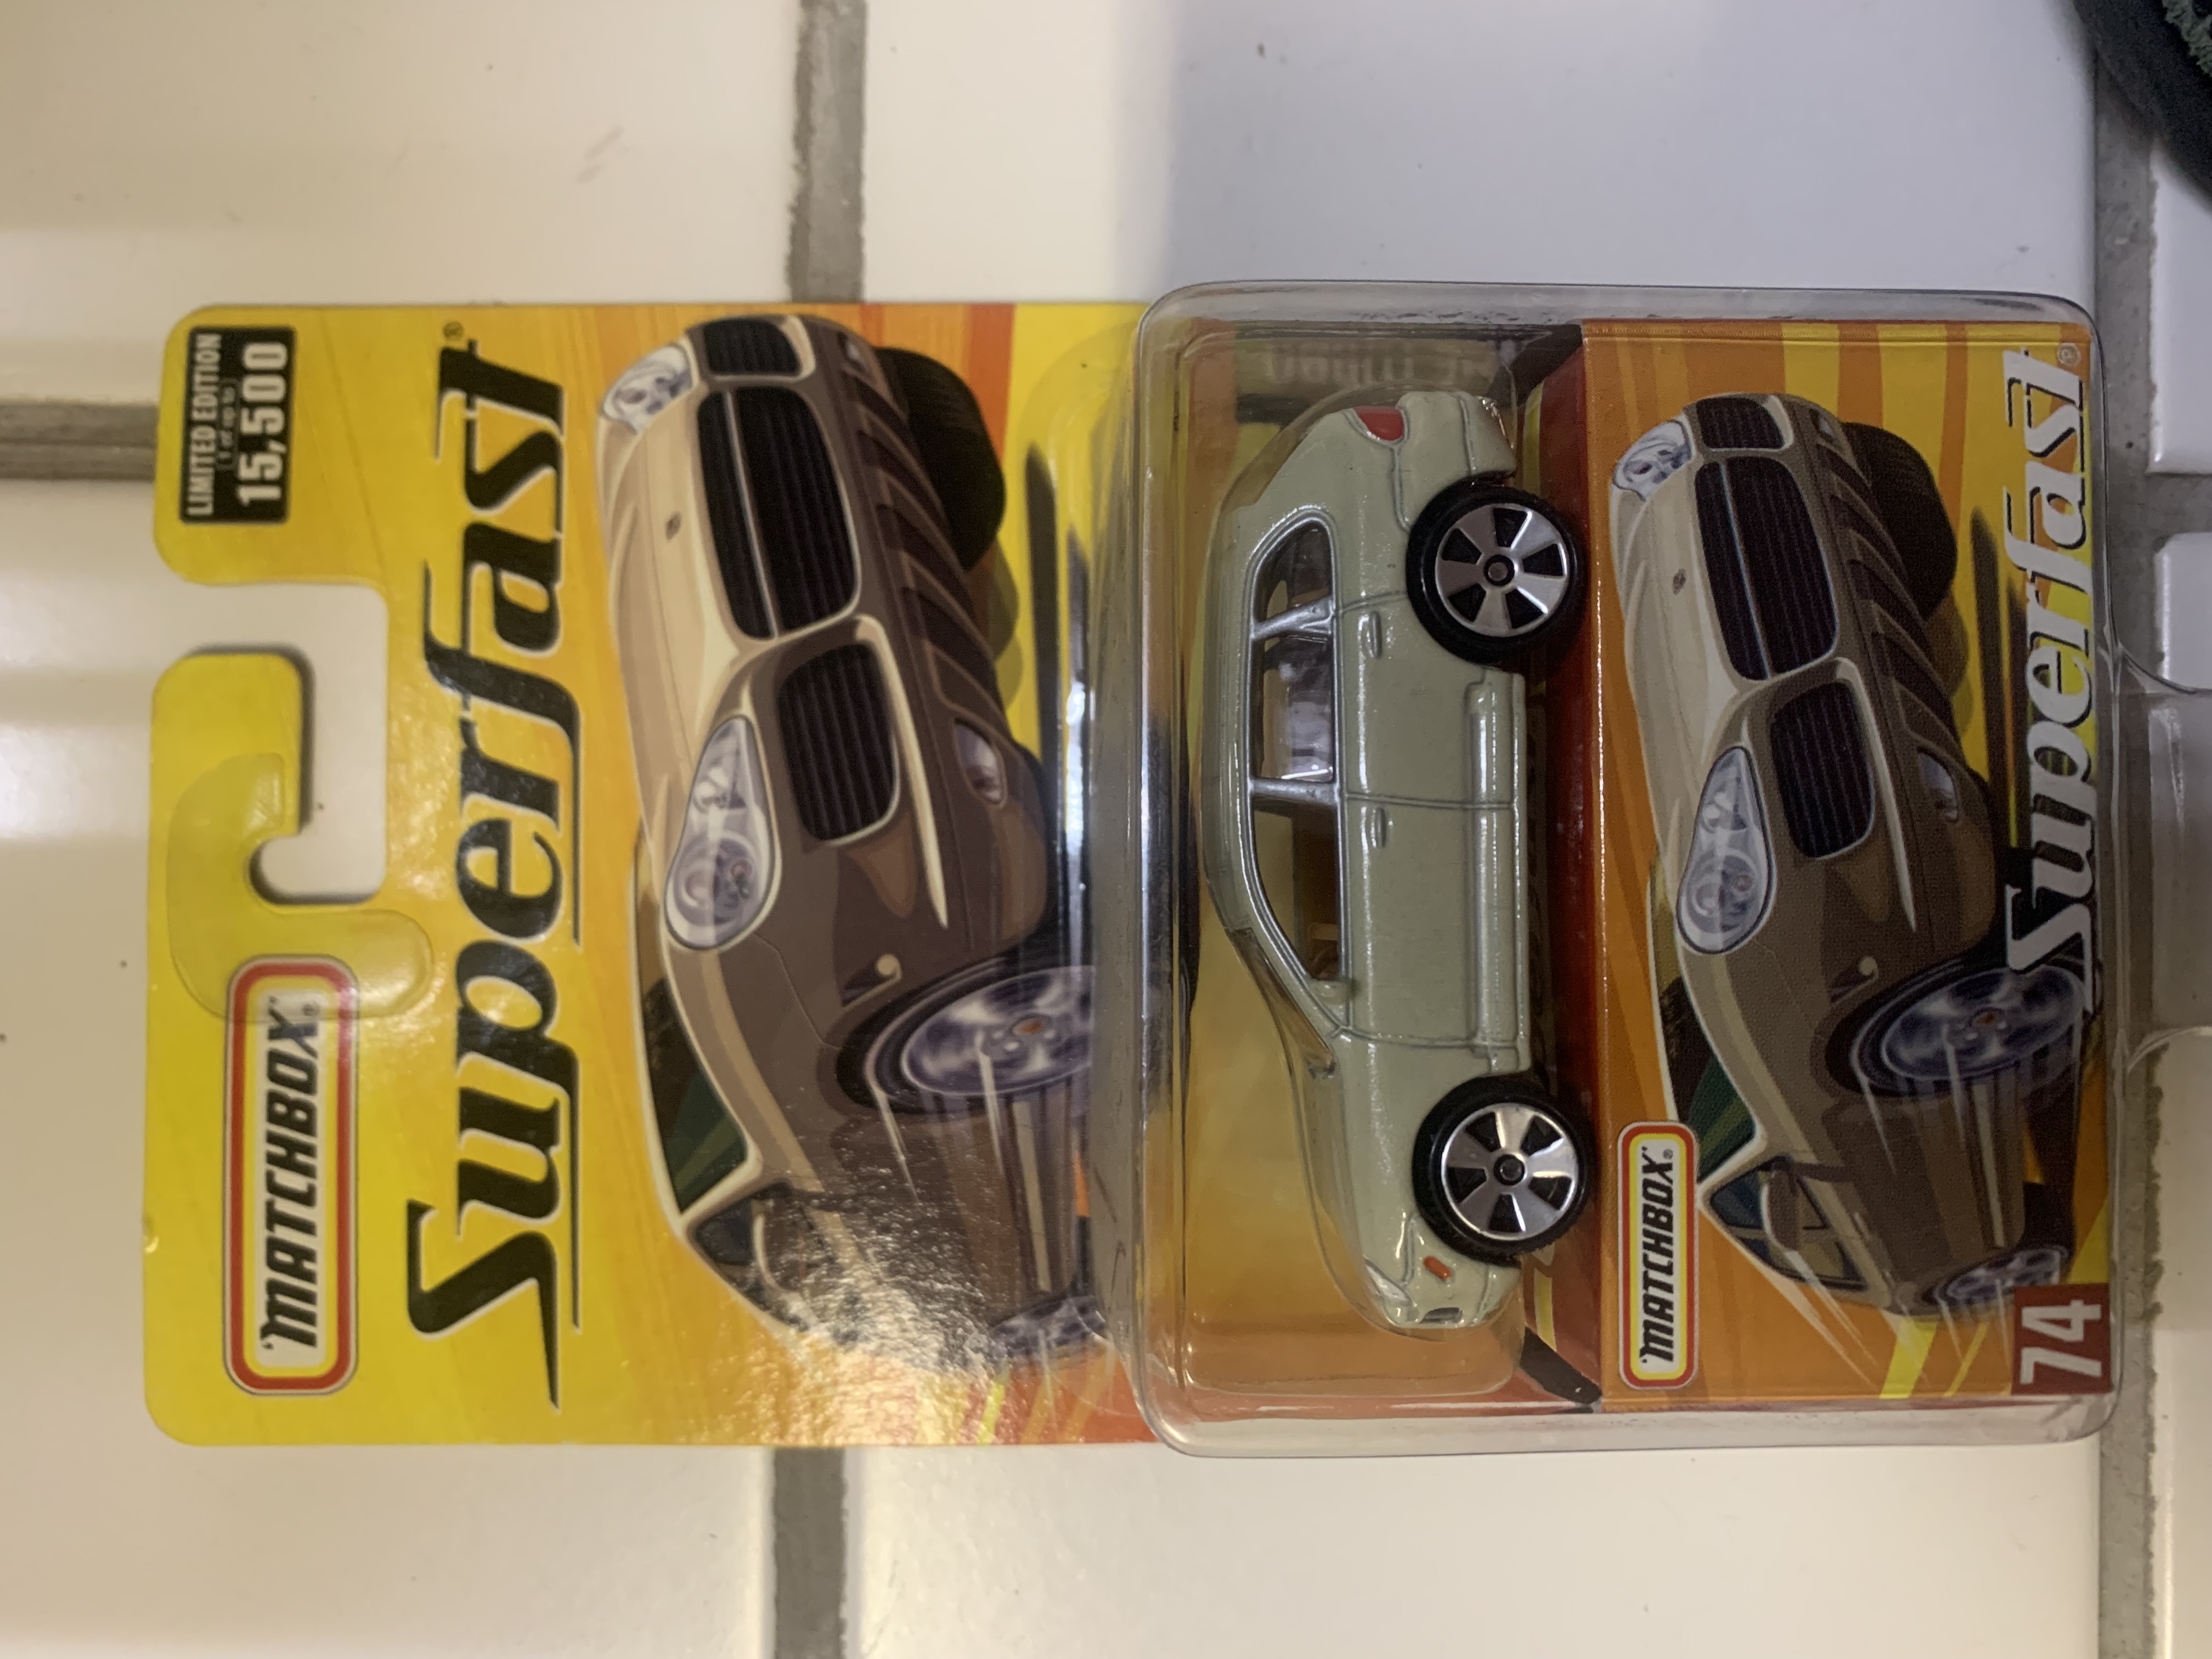 LIMITED EDITION
(1 of up to)
15,500
MATCHBOX®
Superfast®
MATCHBOX®
Superfast®
74